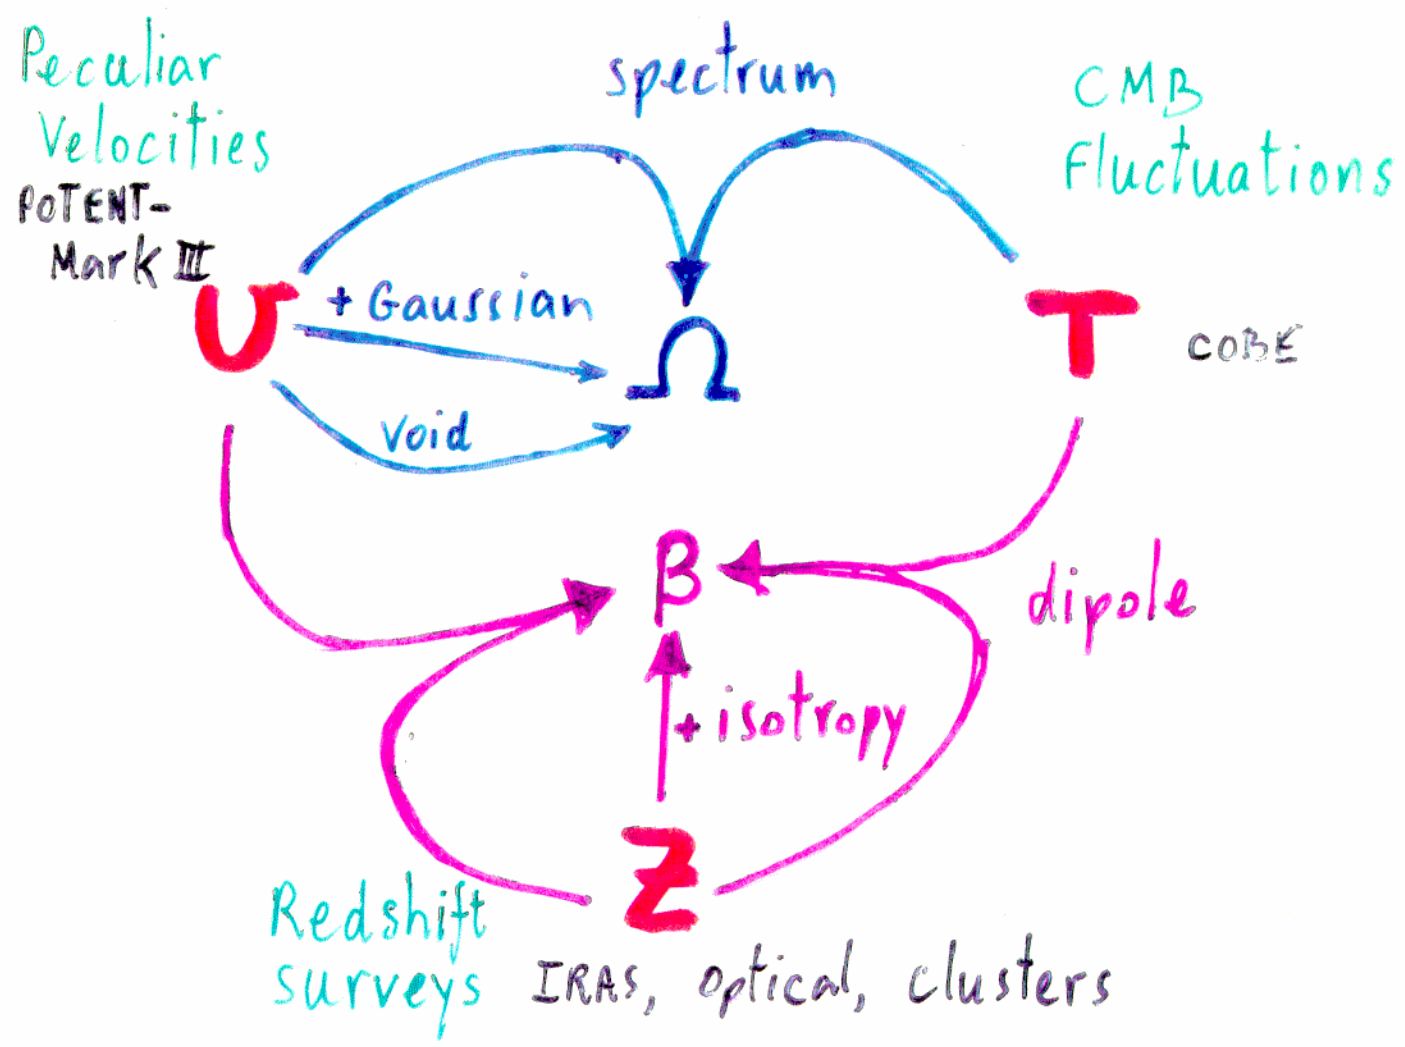 Peculiar
Velocities
POTENT-
Mark III
spectrum
CMB
Fluctuations
U
+ Gaussian
Ω
T
COBE
void
β
dipole
+ isotropy
Z
Redshift
surveys
IRAS, optical, clusters